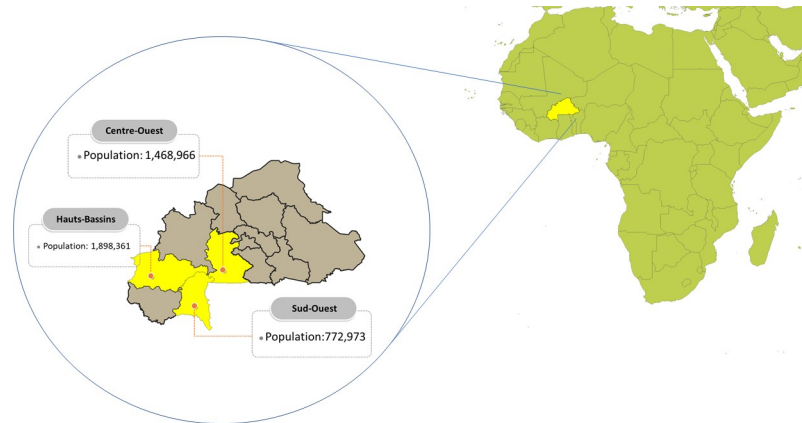 Centre-Ouest
• Population: 1,468,966
Hauts-Bassins
• Population: 1,898,361
Sud-Ouest
• Population:772,973